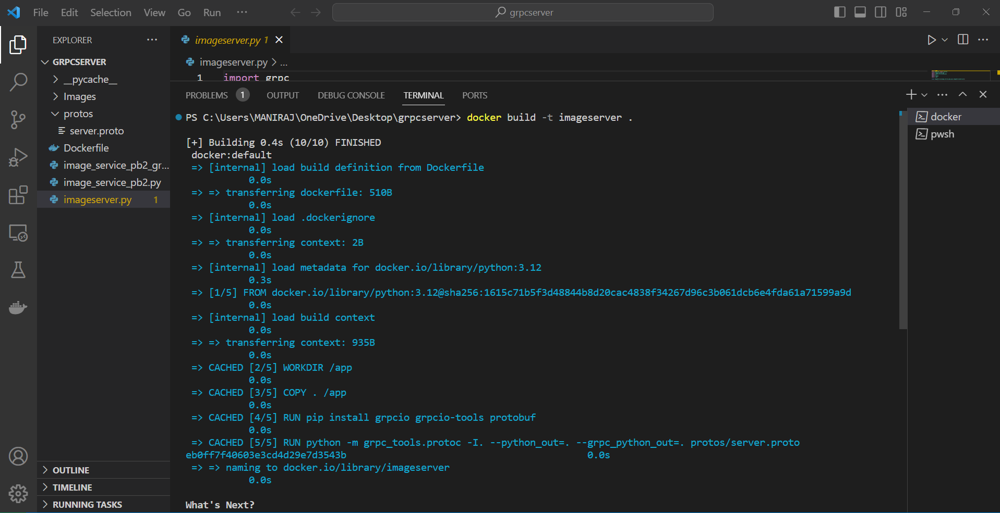 File Edit Selection View Go Run ··· grpcserver
EXPLORER ···
GRPCSERVER
__pycache__
Images
protos
server.proto
Dockerfile
image_service_pb2_gr...
image_service_pb2.py
imageserver.py 1
OUTLINE
TIMELINE
RUNNING TASKS
imageserver.py 1
imageserver.py > ...
1 import grpc
PROBLEMS 1 OUTPUT DEBUG CONSOLE TERMINAL PORTS
docker
pwsh
PS C:\Users\MANIRAJ\OneDrive\Desktop\grpcserver> docker build -t imageserver .
[+] Building 0.4s (10/10) FINISHED
docker:default
=> [internal] load build definition from Dockerfile
0.0s
=> => transferring dockerfile: 510B
0.0s
=> [internal] load .dockerignore
0.0s
=> => transferring context: 2B
0.0s
=> [internal] load metadata for docker.io/library/python:3.12
0.3s
=> [1/5] FROM docker.io/library/python:3.12@sha256:1615c71b5f3d48844b8d20cac4838f34267d96c3b061dcb6e4fda61a71599a9d
0.0s
=> [internal] load build context
0.0s
=> => transferring context: 935B
0.0s
=> CACHED [2/5] WORKDIR /app
0.0s
=> CACHED [3/5] COPY . /app
0.0s
=> CACHED [4/5] RUN pip install grpcio grpcio-tools protobuf
0.0s
=> CACHED [5/5] RUN python -m grpc_tools.protoc -I. --python_out=. --grpc_python_out=. protos/server.proto
eb0ff7f40603e3cd4d29e7d3543b 0.0s
=> => naming to docker.io/library/imageserver
0.0s
What's Next?